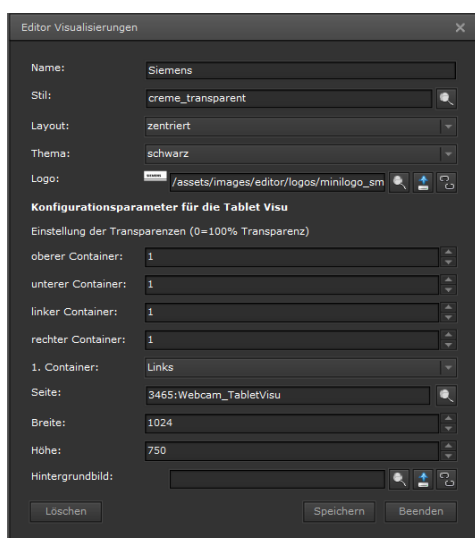 Editor Visualisierungen
Name: Siemens
Stil: creme_transparent
Layout: zentriert
Thema: schwarz
Logo: /assets/images/editor/logos/minilogo_sm
Konfigurationsparameter für die Tablet Visu
Einstellung der Transparenzen (0=100% Transparenz)
oberer Container: 1
unterer Container: 1
linker Container: 1
rechter Container: 1
1. Container: Links
Seite: 3465:Webcam_TabletVisu
Breite: 1024
Höhe: 750
Hintergrundbild:
Löschen Speichern Beenden